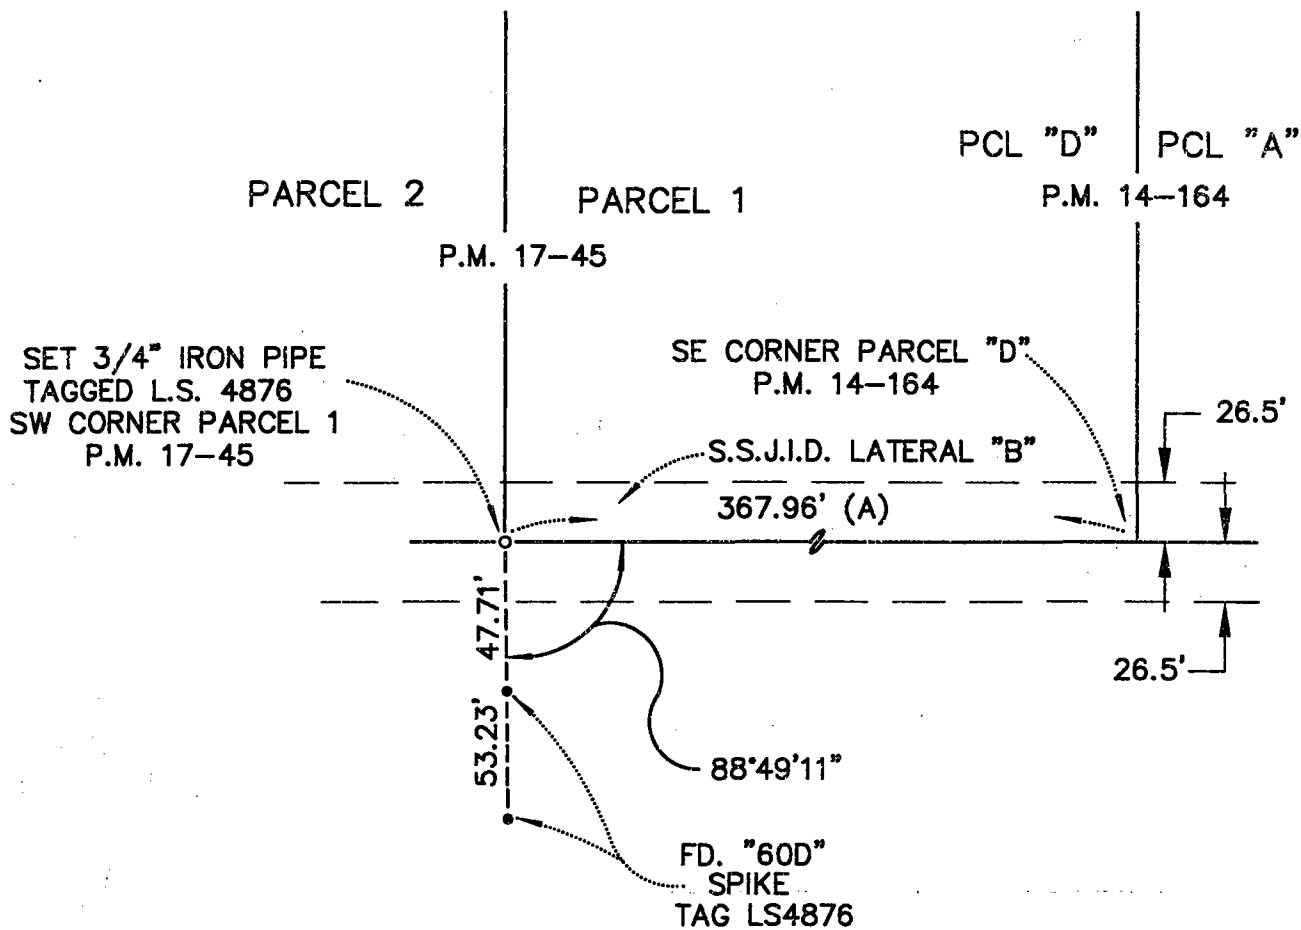 PCL "D"
PCL "A"
P.M. 14-164
PARCEL 2
PARCEL 1
P.M. 17-45
SET 3/4" IRON PIPE
TAGGED L.S. 4876
SW CORNER PARCEL 1
P.M. 17-45
SE CORNER PARCEL "D"
P.M. 14-164
26.5'
S.S.J.I.D. LATERAL "B"
367.96' (A)
47.71'
53.23'
26.5'
88°49'11"
FD. "60D"
SPIKE
TAG LS4876